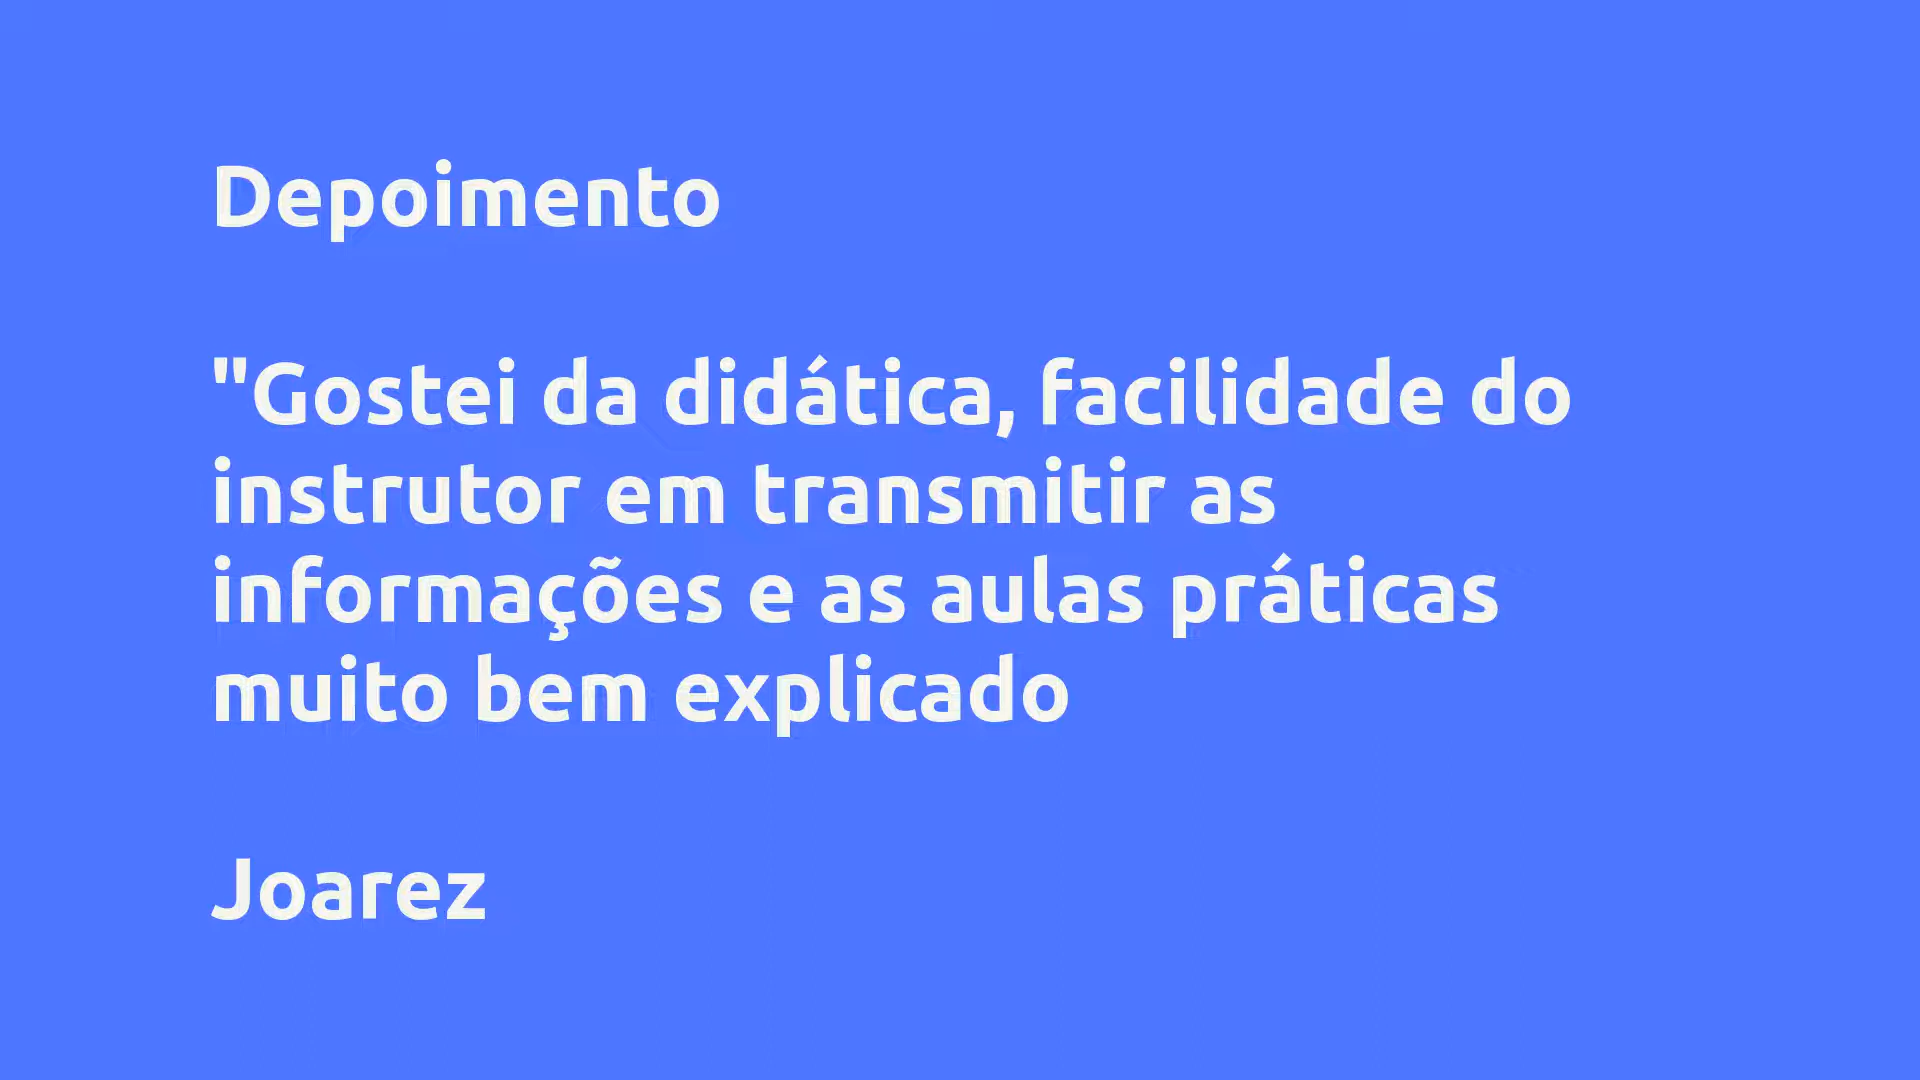 Depoimento
"Gostei da didática, facilidade do
instrutor em transmitir as
informações e as aulas práticas
muito bem explicado
Joarez